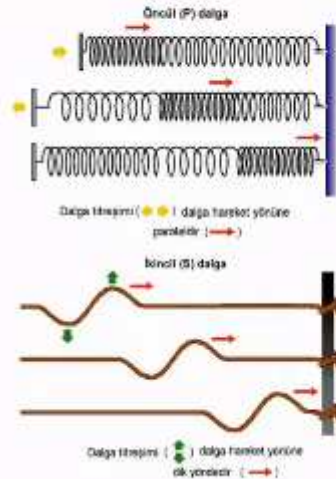 Öncül (P) dalga
Dalga titreşimi ( ) dalga hareket yönüne
paraleldir ( )
İkincil (S) dalga
Dalga titreşimi ( ) dalga hareket yönüne
dik yöndedir ( )